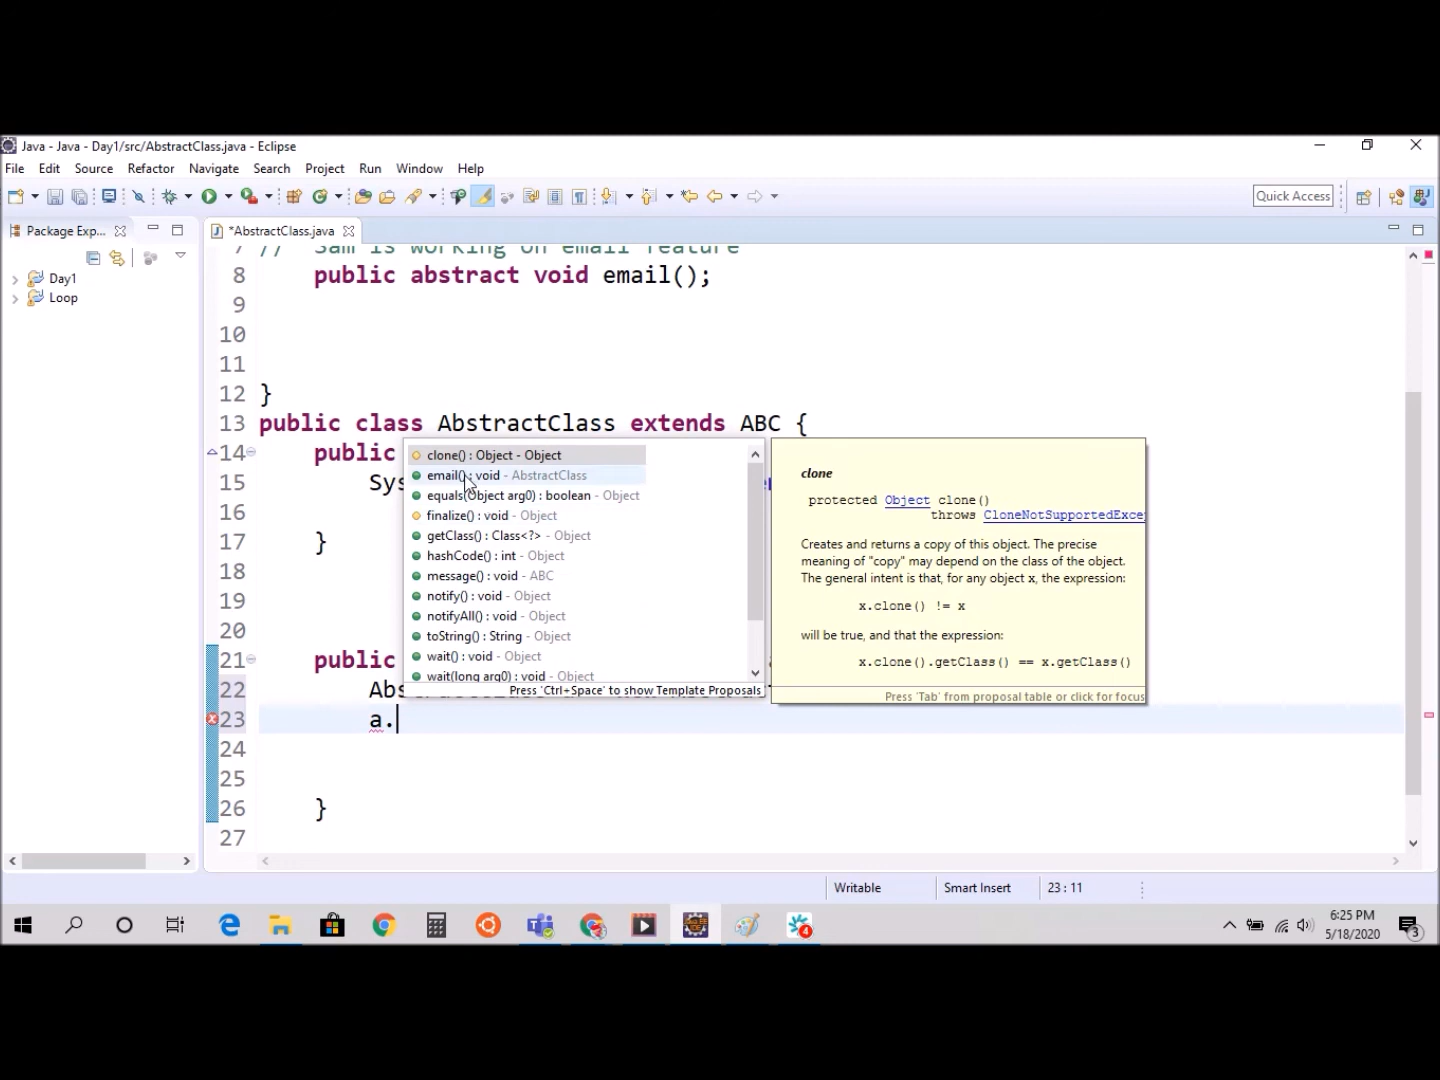 Java - Java - Day1/src/AbstractClass.java - Eclipse
File Edit Source Refactor Navigate Search Project Run Window Help
Quick Access
Package Exp...
*AbstractClass.java
Day1
Loop
7 // Sam is working on email feature
8 public abstract void email();
9
10
11
12 }
13 public class AbstractClass extends ABC {
14 public
15 Sys
16
17 }
18
19
20
21 public
22
23 a.
24
25
26 }
27
clone() : Object - Object
email() : void - AbstractClass
equals(Object arg0) : boolean - Object
finalize() : void - Object
getClass() : Class<?> - Object
hashCode() : int - Object
message() : void - ABC
notify() : void - Object
notifyAll() : void - Object
toString() : String - Object
wait() : void - Object
wait(long arg0) : void - Object
Press 'Ctrl+Space' to show Template Proposals
clone
protected Object clone()
throws CloneNotSupportedExce
Creates and returns a copy of this object. The precise
meaning of "copy" may depend on the class of the object.
The general intent is that, for any object x, the expression:
x.clone() != x
will be true, and that the expression:
x.clone().getClass() == x.getClass()
Press 'Tab' from proposal table or click for focus
Writable
Smart Insert
23 : 11
6:25 PM
5/18/2020
4
3